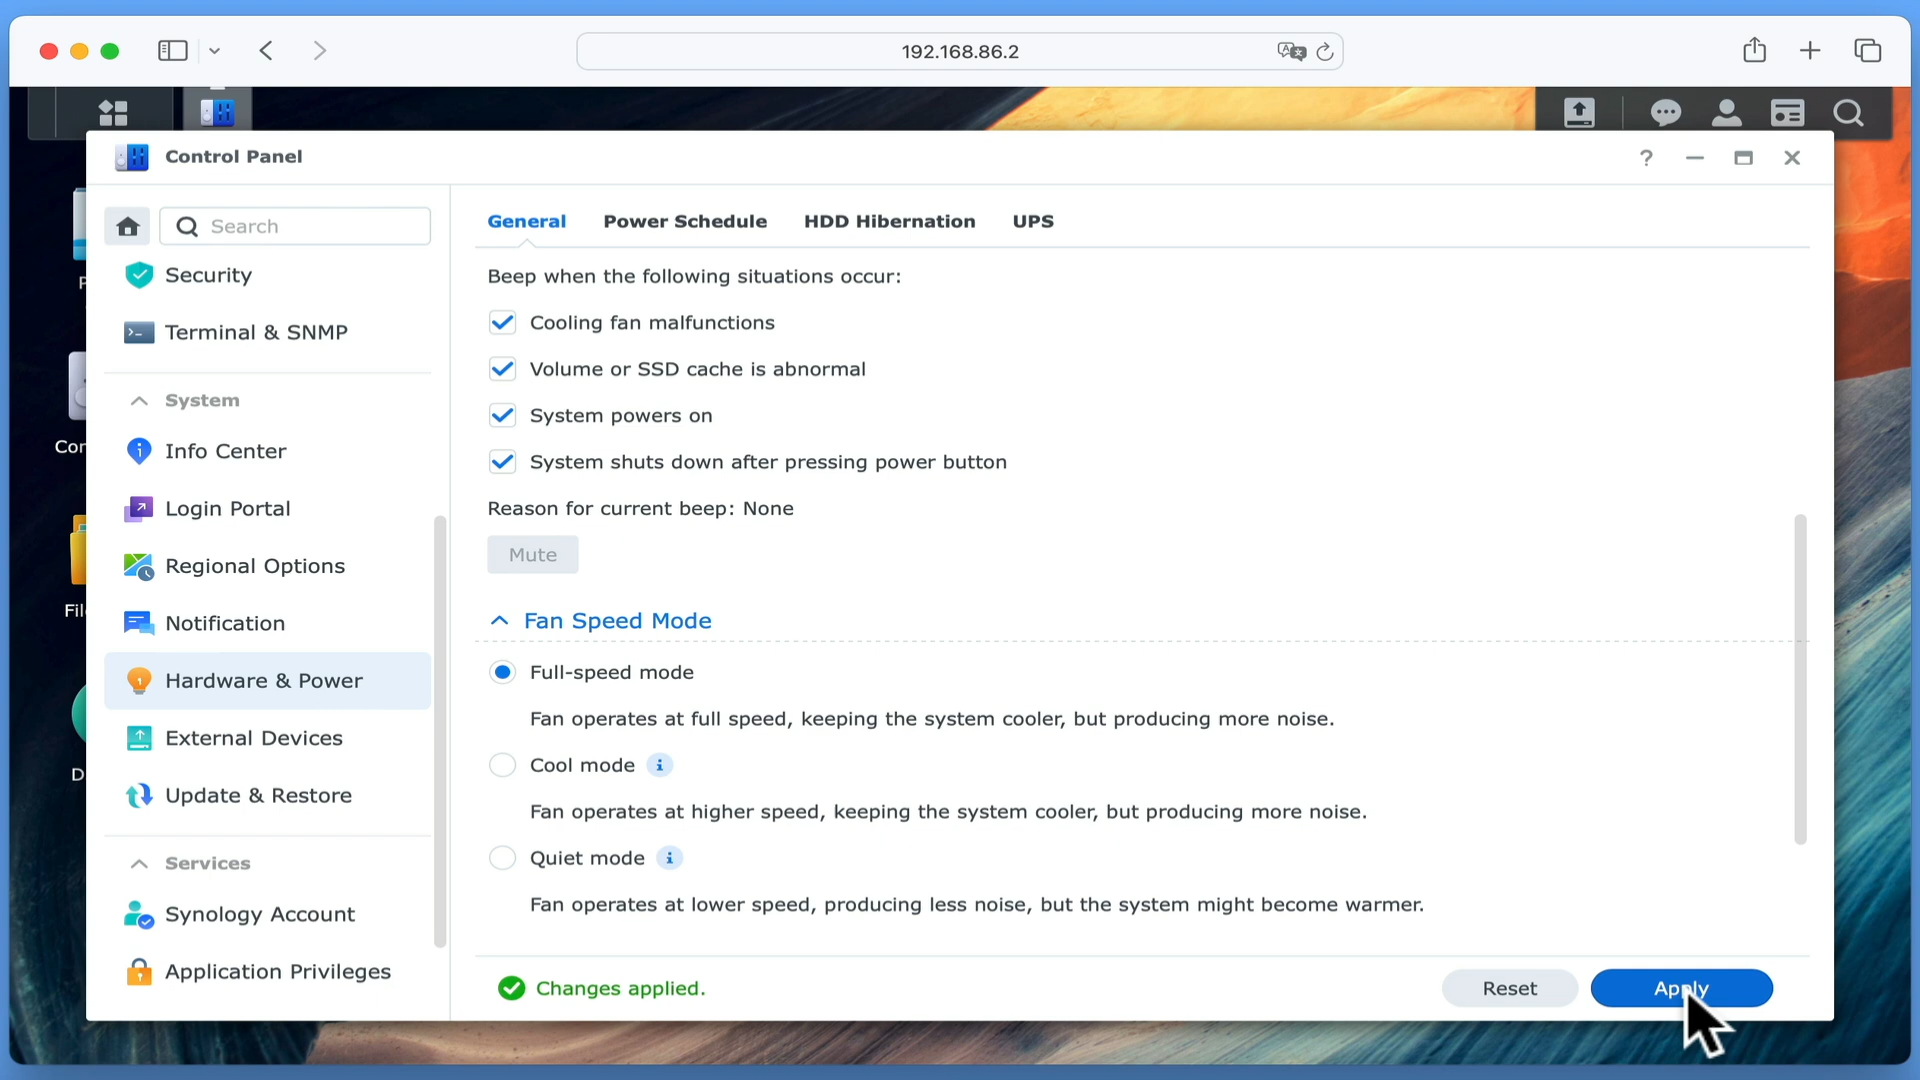 192.168.86.2
Control Panel
Search
Security
Terminal & SNMP
System
Info Center
Login Portal
Regional Options
Notification
Hardware & Power
External Devices
Update & Restore
Services
Synology Account
Application Privileges
General Power Schedule HDD Hibernation UPS
Beep when the following situations occur:
Cooling fan malfunctions
Volume or SSD cache is abnormal
System powers on
System shuts down after pressing power button
Reason for current beep: None
Mute
Fan Speed Mode
Full-speed mode
Fan operates at full speed, keeping the system cooler, but producing more noise.
Cool mode
Fan operates at higher speed, keeping the system cooler, but producing more noise.
Quiet mode
Fan operates at lower speed, producing less noise, but the system might become warmer.
Changes applied.
Reset
Apply